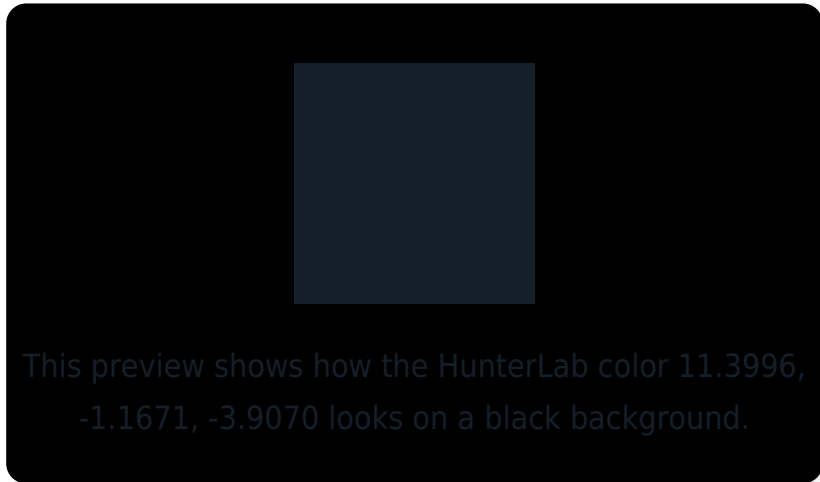 This preview shows how the HunterLab color 11.3996,
-1.1671, -3.9070 looks on a black background.